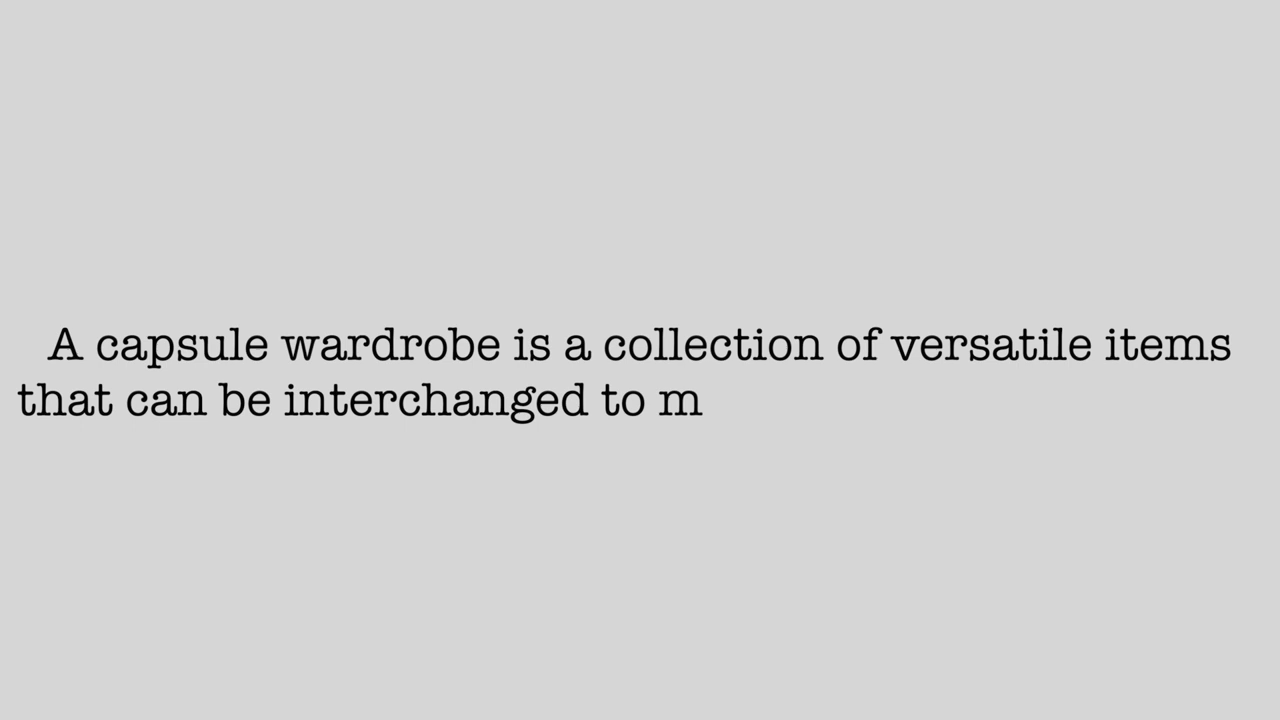 A capsule wardrobe is a collection of versatile items
that can be interchanged to m